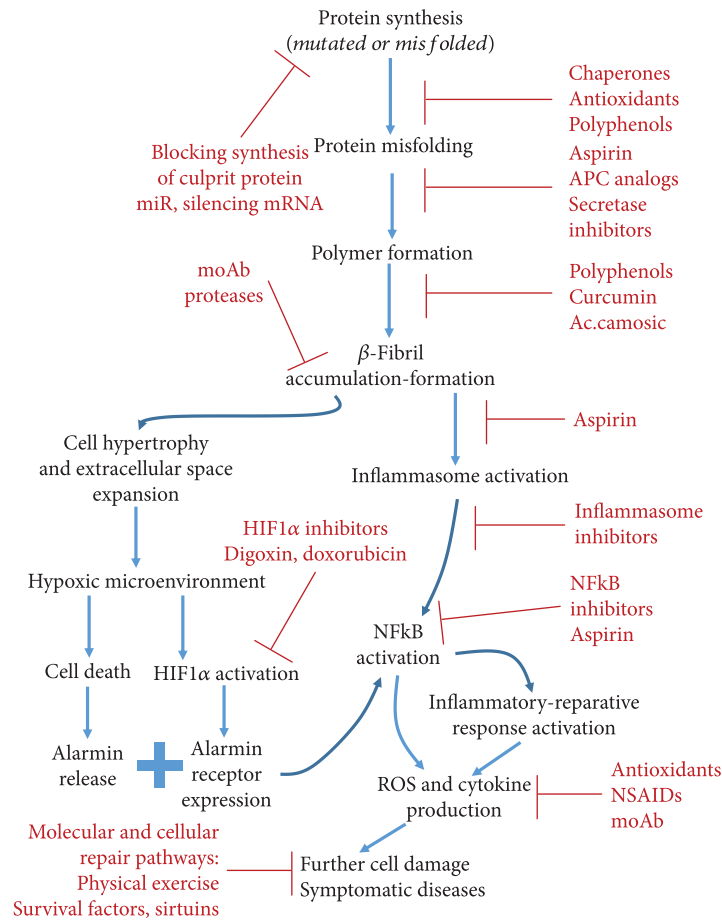 Protein synthesis
(mutated or misfolded)
Chaperones
Antioxidants
Polyphenols
Blocking synthesis
of culprit protein
miR, silencing mRNA
Protein misfolding
Aspirin
APC analogs
Secretase
inhibitors
Polymer formation
moAb
proteases
Polyphenols
Curcumin
Ac.camosic
β-Fibril
accumulation-formation
Aspirin
Cell hypertrophy
and extracellular space
expansion
Inflammasome activation
Inflammasome
inhibitors
HIF1α inhibitors
Digoxin, doxorubicin
Hypoxic microenvironment
NFkB
inhibitors
Aspirin
NFkB
activation
Cell death
HIF1α activation
Inflammatory-reparative
response activation
Alarmin
release
Alarmin
receptor
expression
ROS and cytokine
production
Antioxidants
NSAIDs
moAb
Molecular and cellular
repair pathways:
Physical exercise
Survival factors, sirtuins
Further cell damage
Symptomatic diseases